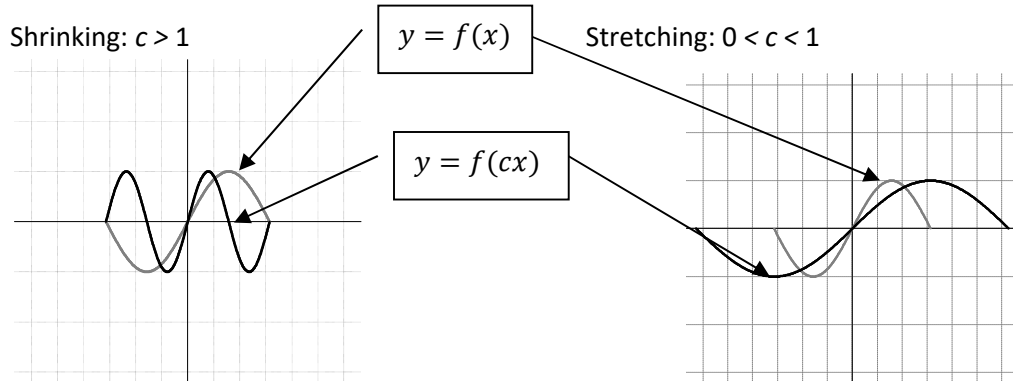 Shrinking: c > 1
y = f(x)
Stretching: 0 < c < 1
y = f(cx)